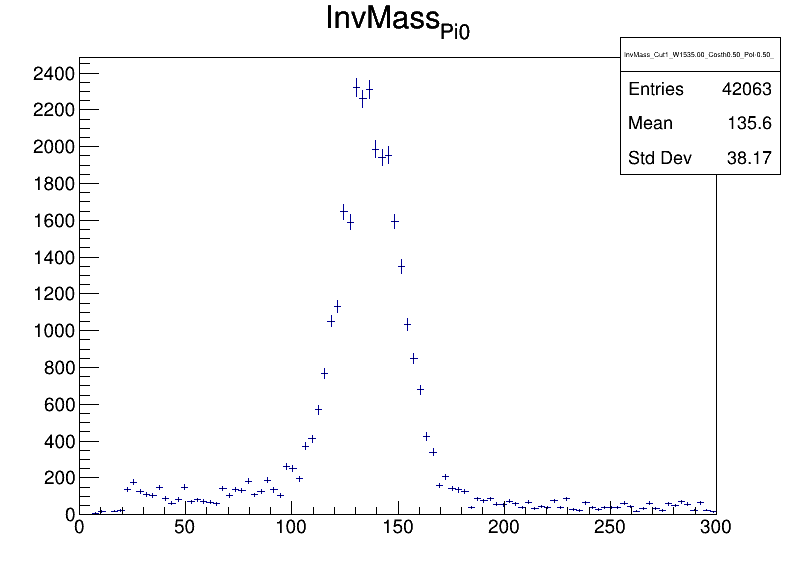 InvMass_Pi0
InvMass_Cut1_W1535.00_Costh0.50_Pol-0.50_
Entries 42063
Mean 135.6
Std Dev 38.17
2400
2200
2000
1800
1600
1400
1200
1000
800
600
400
200
0
0 50 100 150 200 250 300